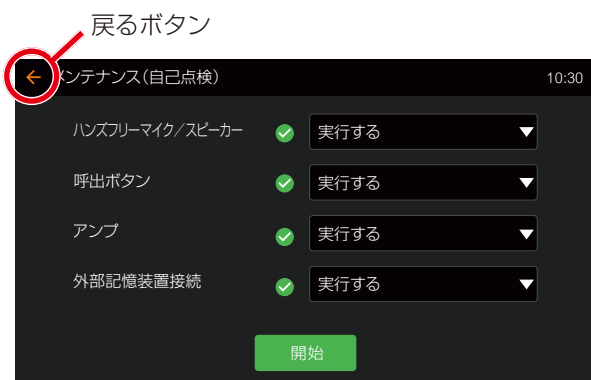 戻るボタン
メンテナンス(自己点検) 10:30
ハンズフリーマイク/スピーカー 実行する
呼出ボタン 実行する
アンプ 実行する
外部記憶装置接続 実行する
開始